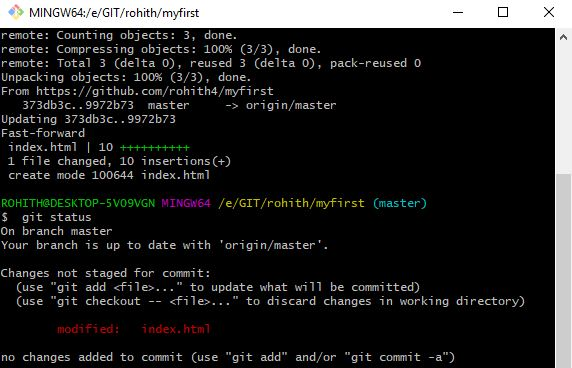 MINGW64:/e/GIT/rohith/myfirst
remote: Counting objects: 3, done.
remote: Compressing objects: 100% (3/3), done.
remote: Total 3 (delta 0), reused 3 (delta 0), pack-reused 0
Unpacking objects: 100% (3/3), done.
From https://github.com/rohith4/myfirst
   373db3c..9972b73  master     -> origin/master
Updating 373db3c..9972b73
Fast-forward
 index.html | 10 ++++++++++
 1 file changed, 10 insertions(+)
 create mode 100644 index.html
ROHITH@DESKTOP-5VO9VGN MINGW64 /e/GIT/rohith/myfirst (master)
$  git status
On branch master
Your branch is up to date with 'origin/master'.
Changes not staged for commit:
  (use "git add <file>..." to update what will be committed)
  (use "git checkout -- <file>..." to discard changes in working directory)
        modified:   index.html
no changes added to commit (use "git add" and/or "git commit -a")